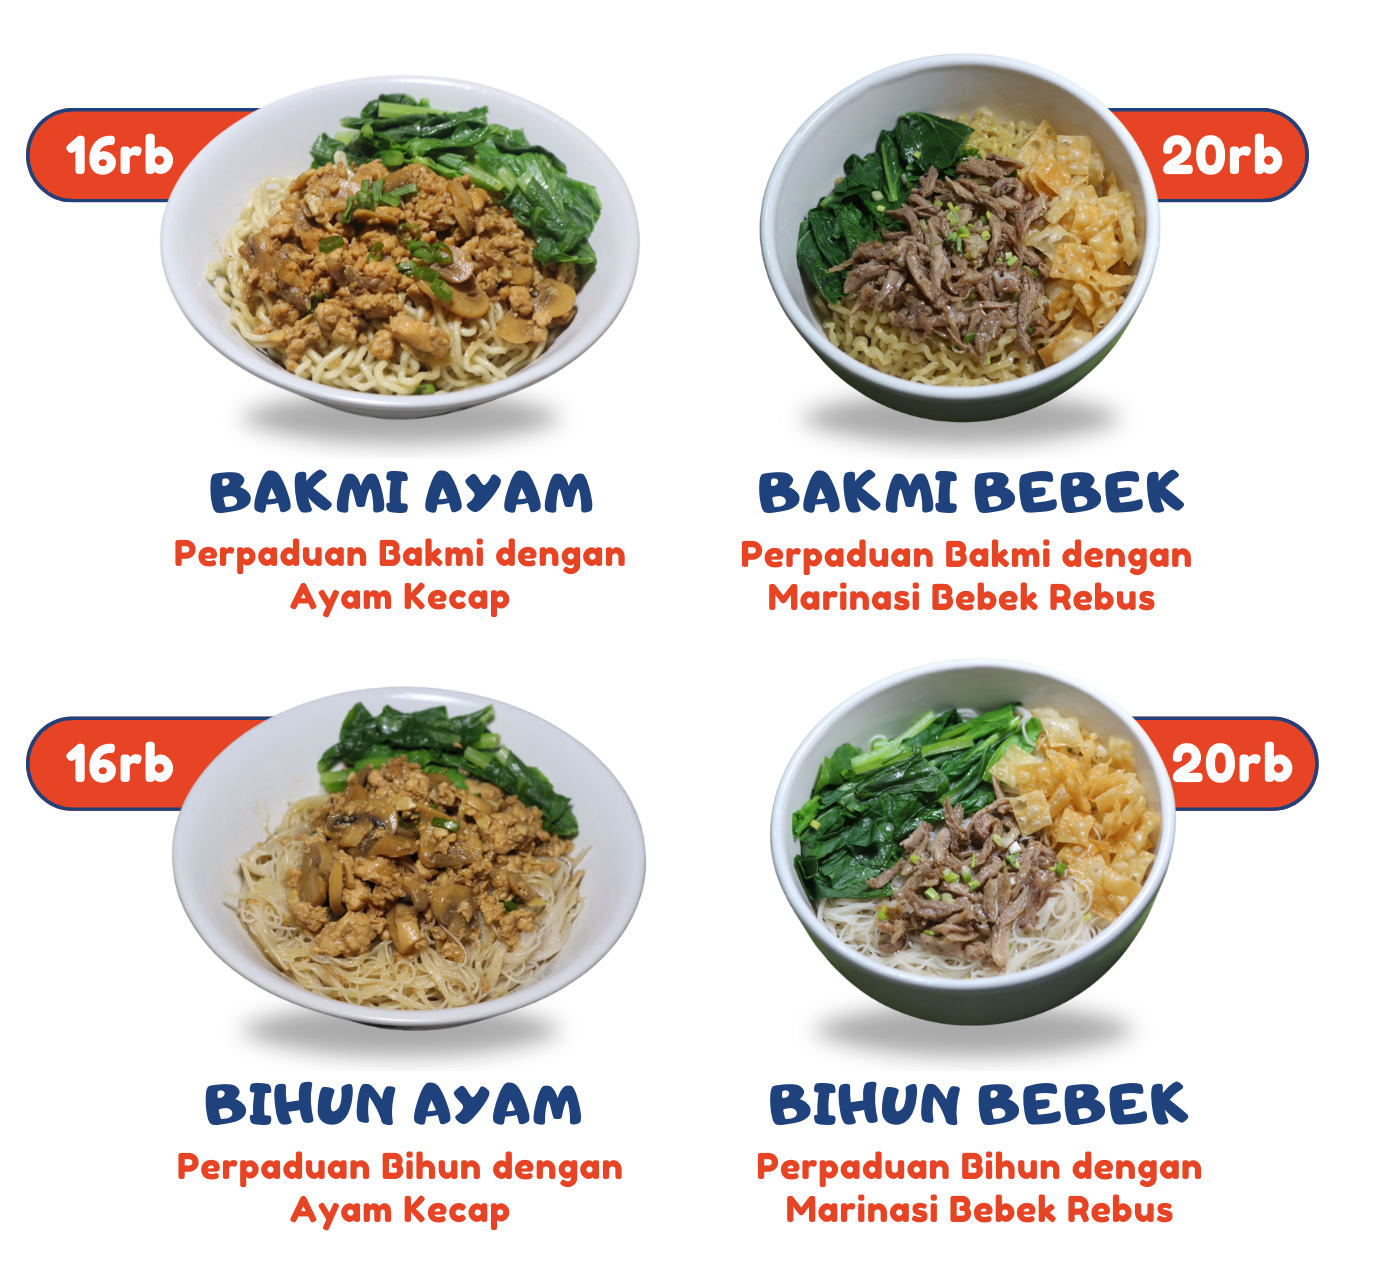 16rb
20rb
BAKMI AYAM
Perpaduan Bakmi dengan
Ayam Kecap
BAKMI BEBEK
Perpaduan Bakmi dengan
Marinasi Bebek Rebus
16rb
20rb
BIHUN AYAM
Perpaduan Bihun dengan
Ayam Kecap
BIHUN BEBEK
Perpaduan Bihun dengan
Marinasi Bebek Rebus